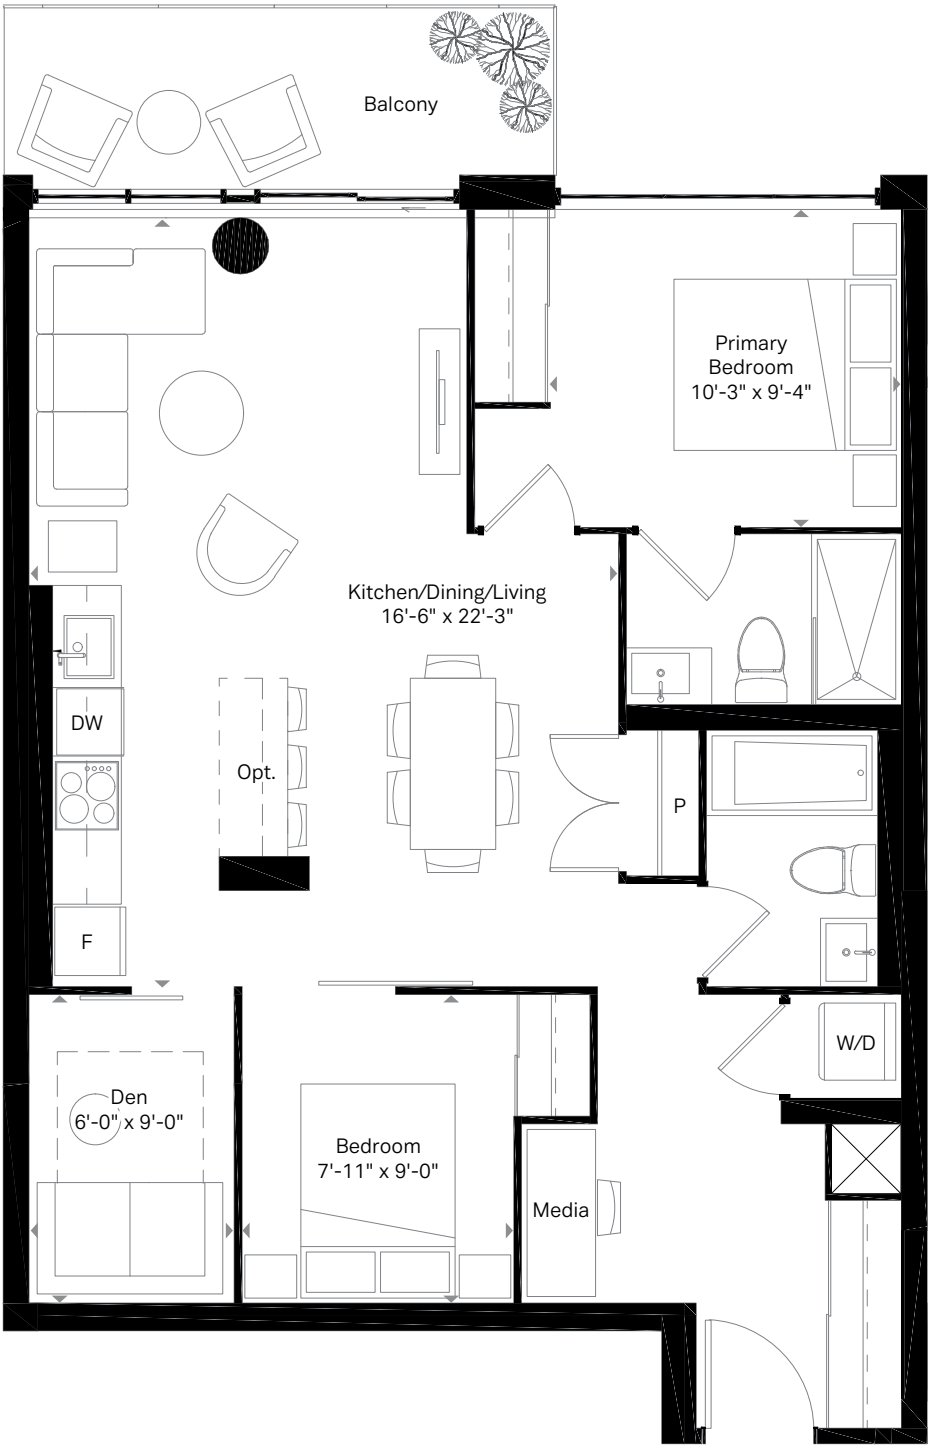 Balcony
Primary
Bedroom
10'-3" x 9'-4"
Kitchen/Dining/Living
16'-6" x 22'-3"
DW
Opt.
P
F
W/D
Den
6'-0" x 9'-0"
Bedroom
7'-11" x 9'-0"
Media